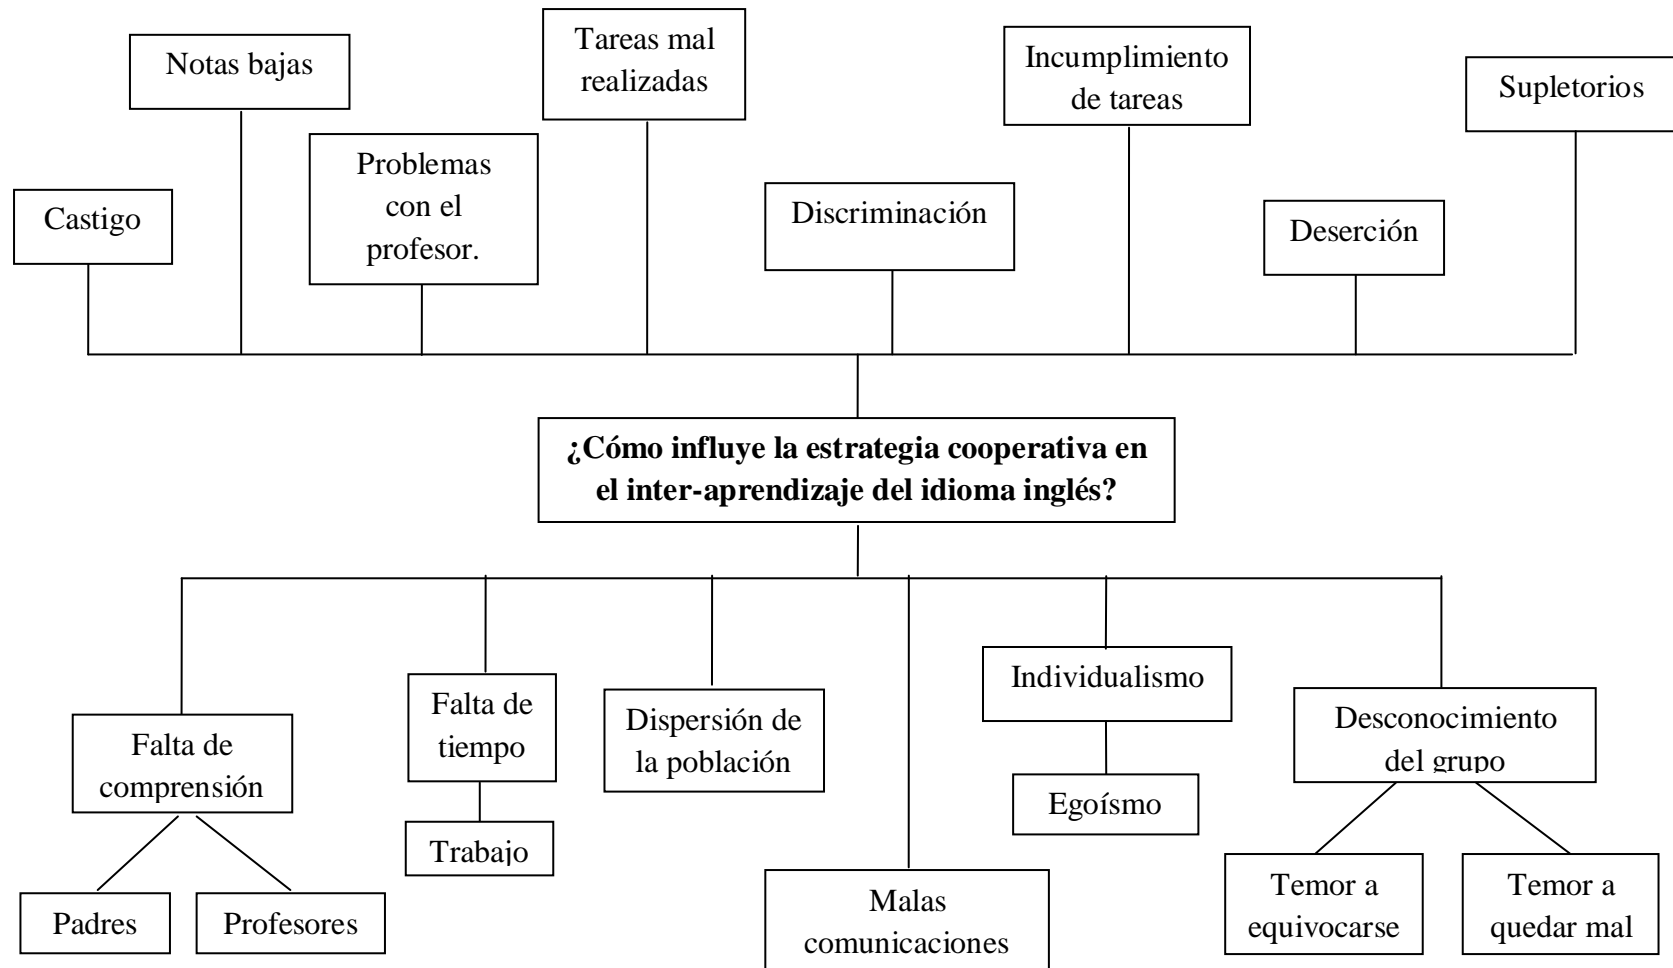 Notas bajas
Tareas mal
realizadas
Incumplimiento
de tareas
Supletorios
Castigo
Problemas
con el
profesor.
Discriminación
Deserción
¿Cómo influye la estrategia cooperativa en
el inter-aprendizaje del idioma inglés?
Falta de
comprensión
Falta de
tiempo
Dispersión de
la población
Individualismo
Desconocimiento
del grupo
Trabajo
Egoísmo
Padres
Profesores
Malas
comunicaciones
Temor a
equivocarse
Temor a
quedar mal